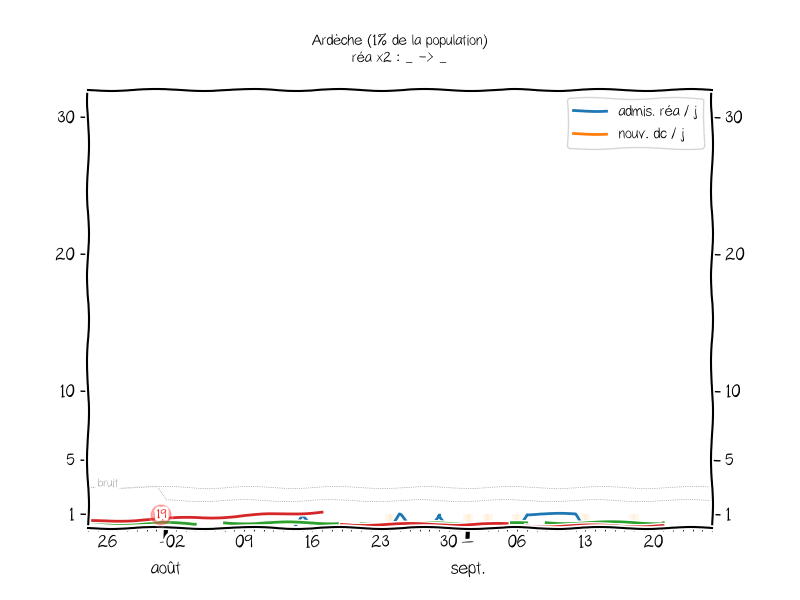 Ardèche (1% de la population)
réa x2 : _ -> _
admis. réa / j
nouv. dc / j
30
30
20
20
10
10
5
5
bruit
1
19
1
26
02
09
16
23
30
06
13
20
août
sept.